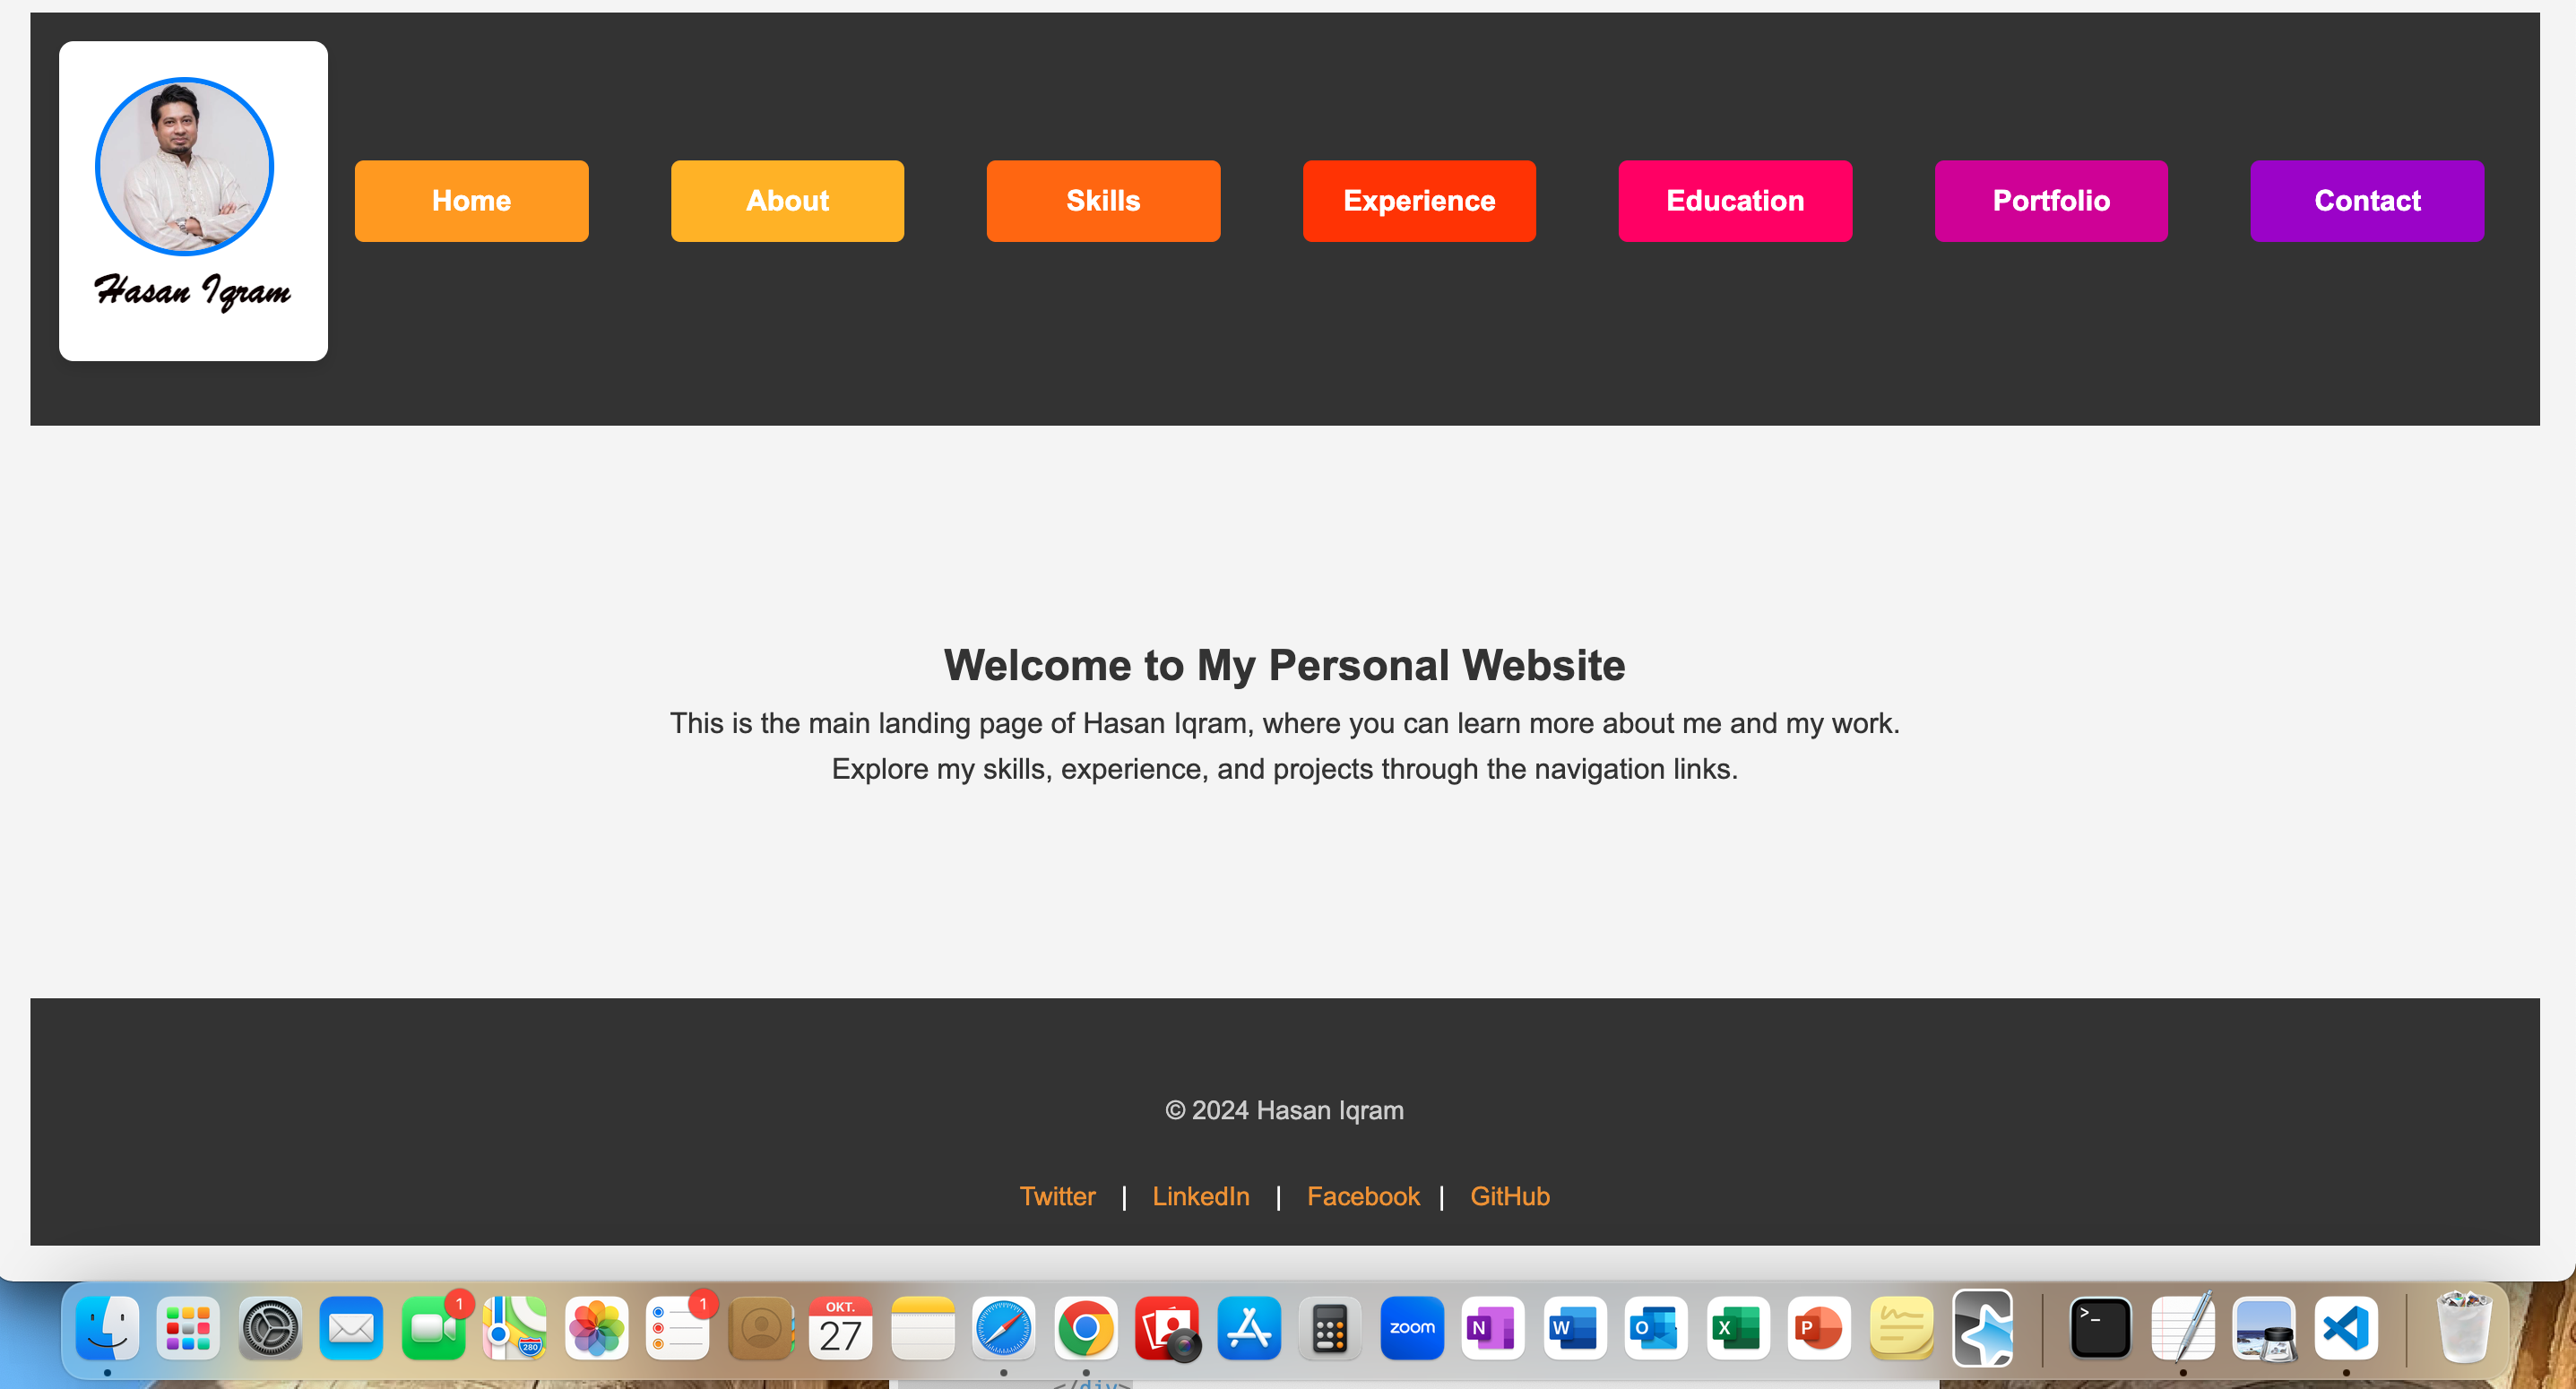 Hasan Iqram
Home
About
Skills
Experience
Education
Portfolio
Contact
Welcome to My Personal Website
This is the main landing page of Hasan Iqram, where you can learn more about me and my work.
Explore my skills, experience, and projects through the navigation links.
© 2024 Hasan Iqram
Twitter | LinkedIn | Facebook | GitHub
1
280
1
OKT.
27
zoom
N
W
O
X
P
>_
</div>